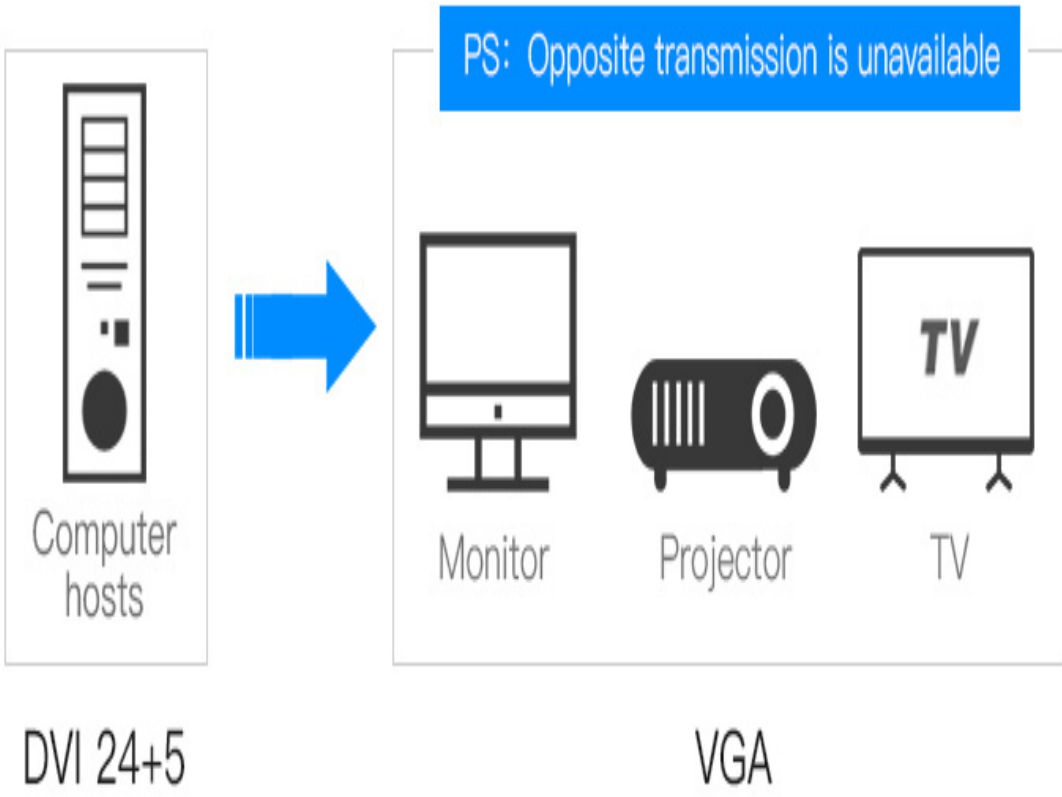 PS: Opposite transmission is unavailable
TV
Computer
hosts
Monitor
Projector
TV
DVI 24+5
VGA